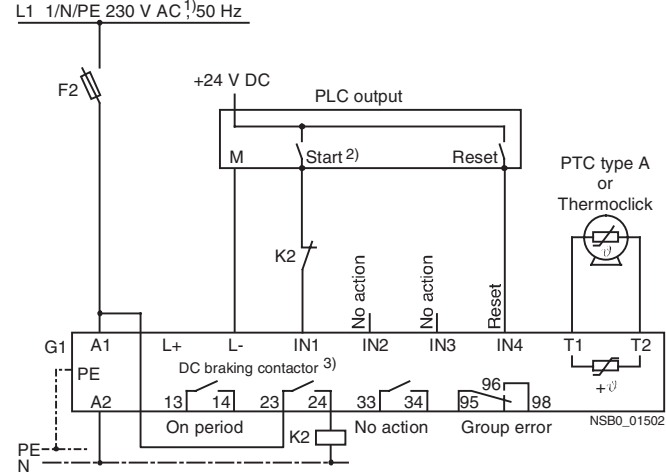 L1 1/N/PE 230 V AC 1), 50 Hz
F2
+24 V DC
PLC output
M
Start 2)
Reset
PTC type A
or
Thermoclick
ϑ
K2
No action
No action
Reset
G1
A1
L+
L-
IN1
IN2
IN3
IN4
T1
T2
PE
DC braking contactor 3)
+ϑ
A2
13
14
23
24
33
34
95
96
98
NSB0_01502
On period
K2
No action
Group error
PE
N